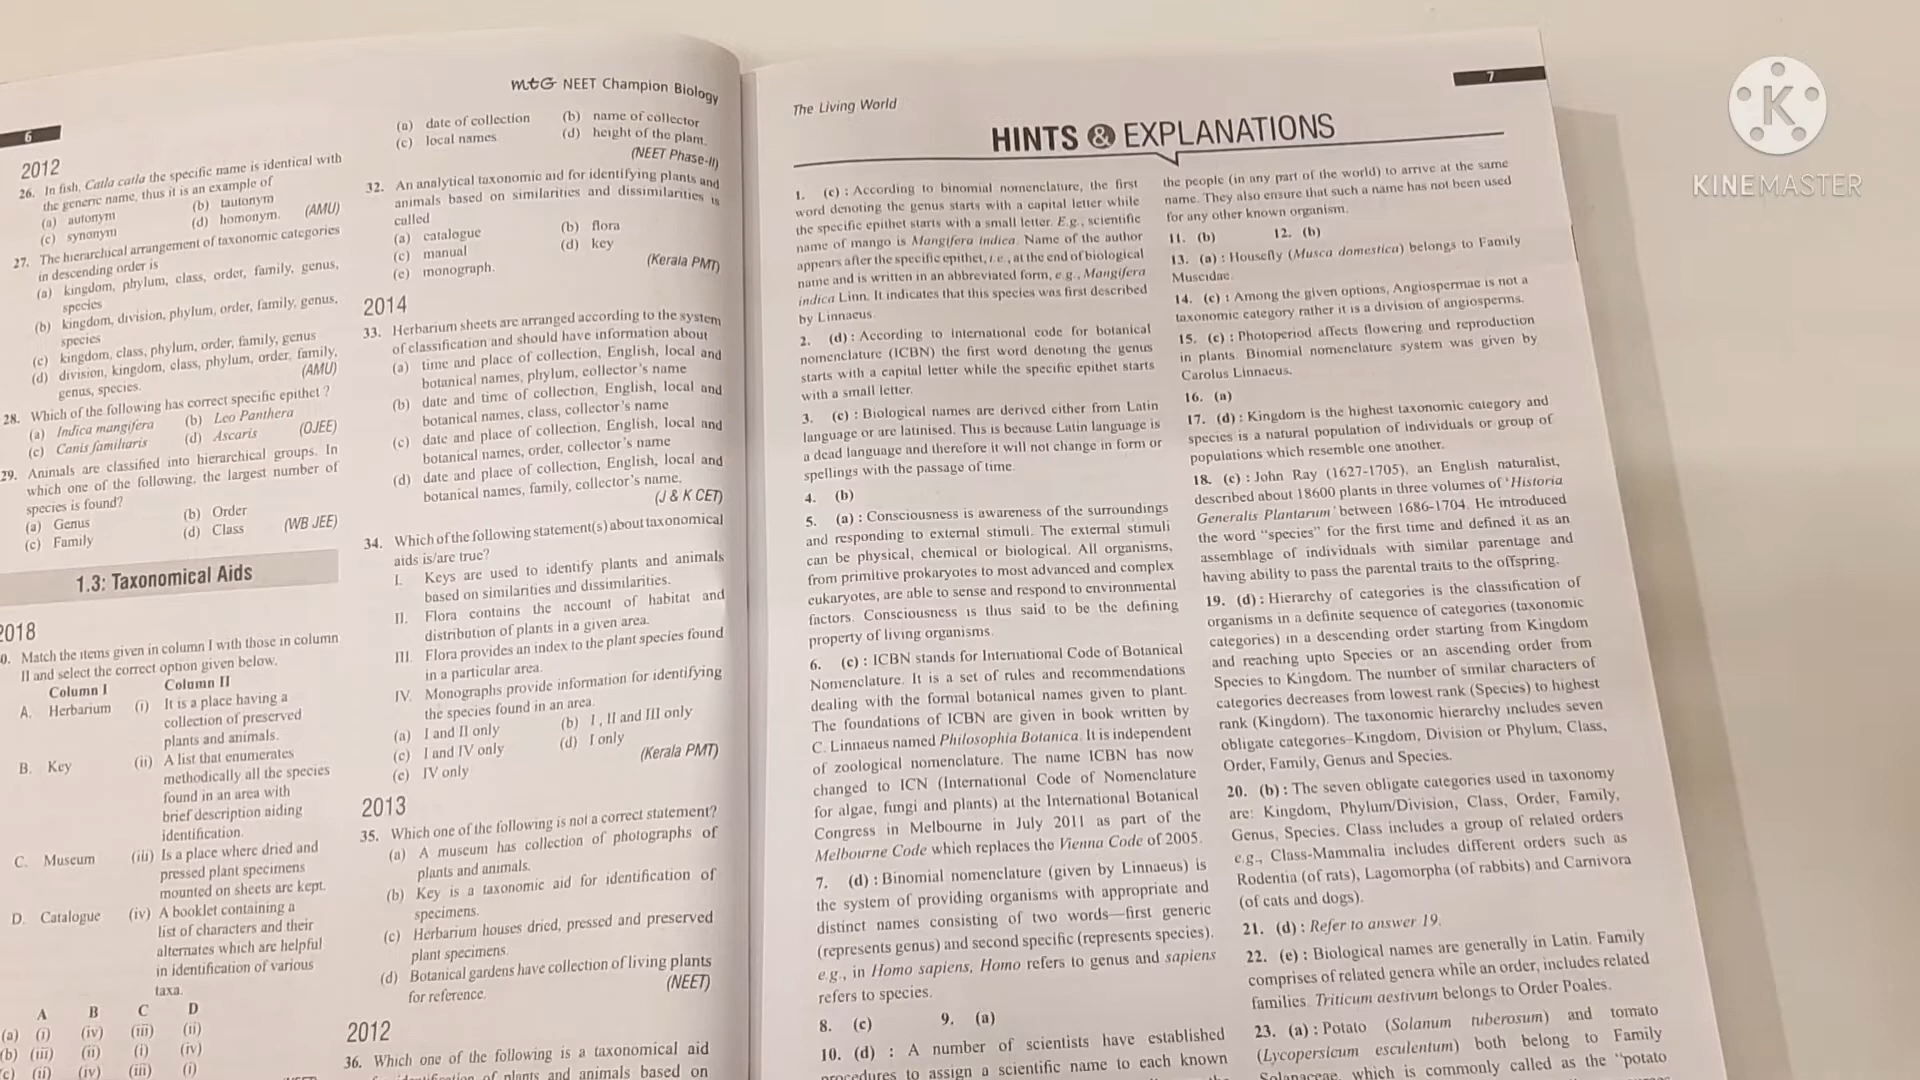 6
mtG NEET Champion Biology
2012
26. In fish, Catla catla the specific name is identical with
the generic name, thus it is an example of
(a) autonym (b) tautonym
(c) synonym (d) homonym. (AMU)
27. The hierarchical arrangement of taxonomic categories
in descending order is
(a) kingdom, phylum, class, order, family, genus,
species
(b) kingdom, division, phylum, order, family, genus,
species
(c) kingdom, class, phylum, order, family, genus
(d) division, kingdom, class, phylum, order, family,
genus, species. (AMU)
28. Which of the following has correct specific epithet ?
(a) Indica mangifera (b) Leo Panthera
(c) Canis familiaris (d) Ascaris (OJEE)
29. Animals are classified into hierarchical groups. In
which one of the following, the largest number of
species is found?
(a) Genus (b) Order
(c) Family (d) Class (WB JEE)
1.3: Taxonomical Aids
2018
0. Match the items given in column I with those in column
II and select the correct option given below.
Column I Column II
A. Herbarium (i) It is a place having a
collection of preserved
plants and animals.
B. Key (ii) A list that enumerates
methodically all the species
found in an area with
brief description aiding
identification.
C. Museum (iii) Is a place where dried and
pressed plant specimens
mounted on sheets are kept.
D. Catalogue (iv) A booklet containing a
list of characters and their
alternates which are helpful
in identification of various
taxa.
A B C D
(a) (i) (iv) (iii) (ii)
(b) (iii) (ii) (i) (iv)
(c) (ii) (iv) (iii) (i)
(a) date of collection (b) name of collector
(c) local names (d) height of the plant.
(NEET Phase-II)
32. An analytical taxonomic aid for identifying plants and
animals based on similarities and dissimilarities is
called
(a) catalogue (b) flora
(c) manual (d) key
(e) monograph. (Kerala PMT)
2014
33. Herbarium sheets are arranged according to the system
of classification and should have information about
(a) time and place of collection, English, local and
botanical names, phylum, collector's name
(b) date and time of collection, English, local and
botanical names, class, collector's name
(c) date and place of collection, English, local and
botanical names, order, collector's name
(d) date and place of collection, English, local and
botanical names, family, collector's name.
(J & K CET)
34. Which of the following statement(s) about taxonomical
aids is/are true?
I. Keys are used to identify plants and animals
based on similarities and dissimilarities.
II. Flora contains the account of habitat and
distribution of plants in a given area.
III. Flora provides an index to the plant species found
in a particular area.
IV. Monographs provide information for identifying
the species found in an area.
(a) I and II only (b) I, II and III only
(c) I and IV only (d) I only
(e) IV only (Kerala PMT)
2013
35. Which one of the following is not a correct statement?
(a) A museum has collection of photographs of
plants and animals.
(b) Key is a taxonomic aid for identification of
specimens.
(c) Herbarium houses dried, pressed and preserved
plant specimens.
(d) Botanical gardens have collection of living plants
for reference. (NEET)
2012
36. Which one of the following is a taxonomical aid
of plants and animals based on
The Living World
7
HINTS & EXPLANATIONS
1. (c) : According to binomial nomenclature, the first
word denoting the genus starts with a capital letter while
the specific epithet starts with a small letter. E.g., scientific
name of mango is Mangifera indica. Name of the author
appears after the specific epithet, i.e., at the end of biological
name and is written in an abbreviated form, e.g., Mangifera
indica Linn. It indicates that this species was first described
by Linnaeus.
2. (d) : According to international code for botanical
nomenclature (ICBN) the first word denoting the genus
starts with a capital letter while the specific epithet starts
with a small letter.
3. (c) : Biological names are derived either from Latin
language or are latinised. This is because Latin language is
a dead language and therefore it will not change in form or
spellings with the passage of time.
4. (b)
5. (a) : Consciousness is awareness of the surroundings
and responding to external stimuli. The external stimuli
can be physical, chemical or biological. All organisms,
from primitive prokaryotes to most advanced and complex
eukaryotes, are able to sense and respond to environmental
factors. Consciousness is thus said to be the defining
property of living organisms.
6. (c) : ICBN stands for International Code of Botanical
Nomenclature. It is a set of rules and recommendations
dealing with the formal botanical names given to plant.
The foundations of ICBN are given in book written by
C. Linnaeus named Philosophia Botanica. It is independent
of zoological nomenclature. The name ICBN has now
changed to ICN (International Code of Nomenclature
for algae, fungi and plants) at the International Botanical
Congress in Melbourne in July 2011 as part of the
Melbourne Code which replaces the Vienna Code of 2005.
7. (d) : Binomial nomenclature (given by Linnaeus) is
the system of providing organisms with appropriate and
distinct names consisting of two words—first generic
(represents genus) and second specific (represents species).
e.g., in Homo sapiens, Homo refers to genus and sapiens
refers to species.
8. (c) 9. (a)
10. (d) : A number of scientists have established
procedures to assign a scientific name to each known
the people (in any part of the world) to arrive at the same
name. They also ensure that such a name has not been used
for any other known organism.
11. (b) 12. (b)
13. (a) : Housefly (Musca domestica) belongs to Family
Muscidae.
14. (c) : Among the given options, Angiospermae is not a
taxonomic category rather it is a division of angiosperms.
15. (c) : Photoperiod affects flowering and reproduction
in plants. Binomial nomenclature system was given by
Carolus Linnaeus.
16. (a)
17. (d) : Kingdom is the highest taxonomic category and
species is a natural population of individuals or group of
populations which resemble one another.
18. (c) : John Ray (1627-1705), an English naturalist,
described about 18600 plants in three volumes of 'Historia
Generalis Plantarum' between 1686-1704. He introduced
the word "species" for the first time and defined it as an
assemblage of individuals with similar parentage and
having ability to pass the parental traits to the offspring.
19. (d) : Hierarchy of categories is the classification of
organisms in a definite sequence of categories (taxonomic
categories) in a descending order starting from Kingdom
and reaching upto Species or an ascending order from
Species to Kingdom. The number of similar characters of
categories decreases from lowest rank (Species) to highest
rank (Kingdom). The taxonomic hierarchy includes seven
obligate categories–Kingdom, Division or Phylum, Class,
Order, Family, Genus and Species.
20. (b) : The seven obligate categories used in taxonomy
are: Kingdom, Phylum/Division, Class, Order, Family,
Genus, Species. Class includes a group of related orders
e.g., Class-Mammalia includes different orders such as
Rodentia (of rats), Lagomorpha (of rabbits) and Carnivora
(of cats and dogs).
21. (d) : Refer to answer 19.
22. (e) : Biological names are generally in Latin. Family
comprises of related genera while an order, includes related
families. Triticum aestivum belongs to Order Poales.
23. (a) : Potato (Solanum tuberosum) and tomato
(Lycopersicum esculentum) both belong to Family
Solanaceae, which is commonly called as the "potato
K
KINEMASTER